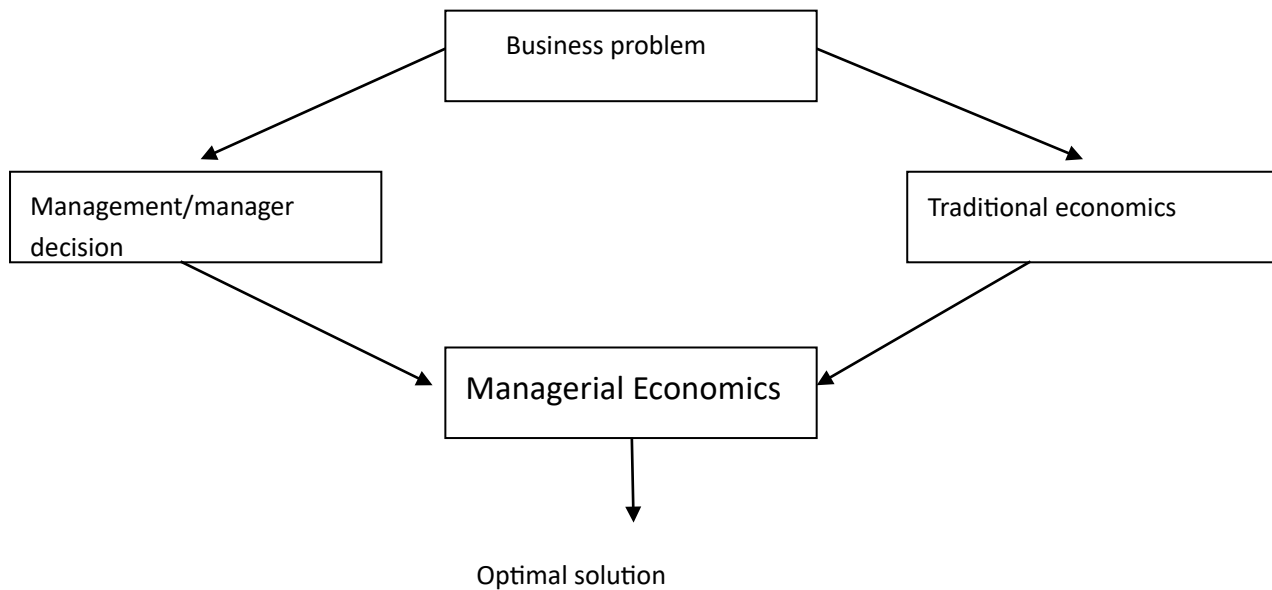 Business problem
Management/manager
decision
Traditional economics
Managerial Economics
Optimal solution